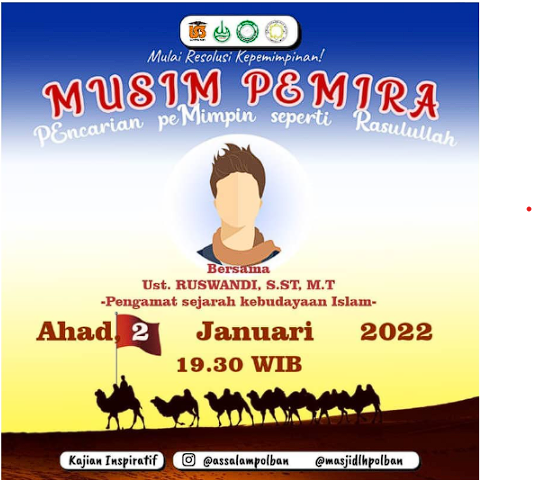 Mulai Resolusi Kepemimpinan!
MUSIM PEMIRA
PEncarian peMimpin seperti Rasulullah
Bersama
Ust. RUSWANDI, S.ST, M.T
-Pengamat sejarah kebudayaan Islam-
Ahad, 2 Januari 2022
19.30 WIB
Kajian Inspiratif @assalampolban @masjidlhpolban